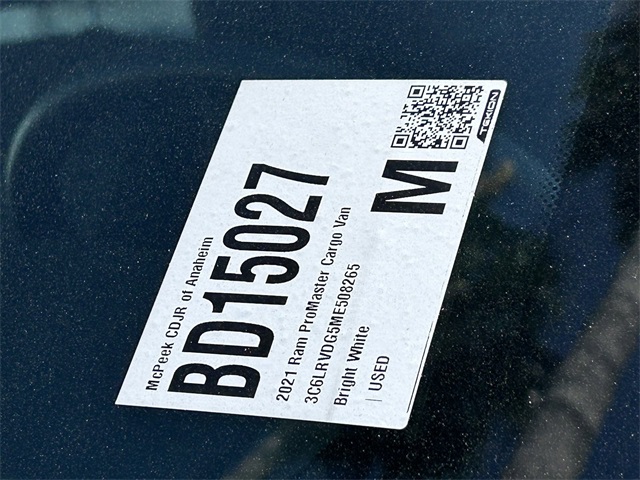 McPeek CDJR of Anaheim
BD15027
2021 Ram ProMaster Cargo Van
3C6LRVDG5ME508265
Bright White
| USED
M
TEKION